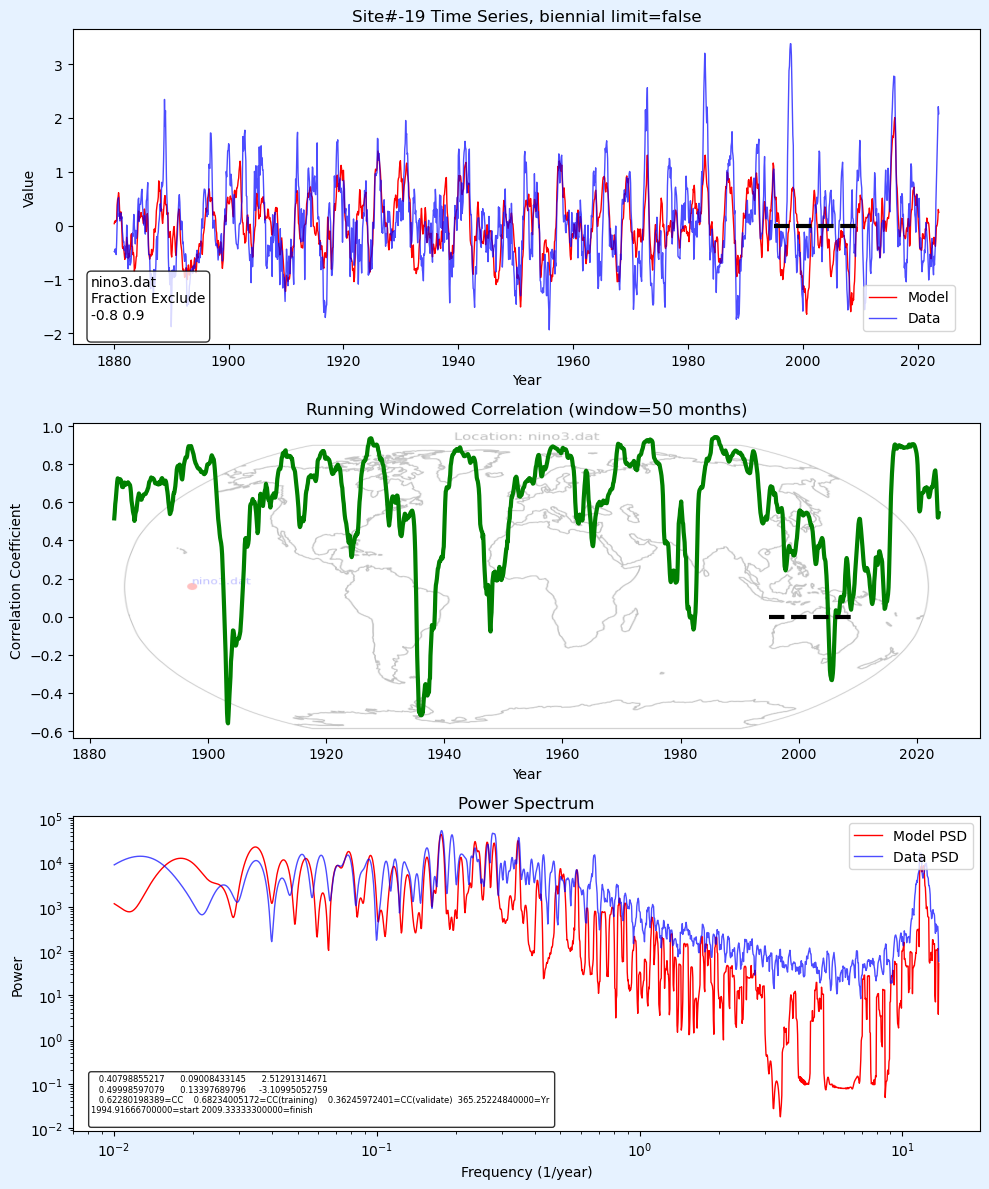 Site#-19 Time Series, biennial limit=false
Value
3
2
1
0
−1
−2
nino3.dat
Fraction Exclude
-0.8 0.9
Model
Data
1880 1900 1920 1940 1960 1980 2000 2020
Year
Running Windowed Correlation (window=50 months)
Location: nino3.dat
Correlation Coefficient
1.0
0.8
0.6
0.4
0.2
0.0
−0.2
−0.4
−0.6
nino3.dat
1880 1900 1920 1940 1960 1980 2000 2020
Year
Power Spectrum
Power
10^5
10^4
10^3
10^2
10^1
10^0
10^−1
10^−2
Model PSD
Data PSD
0.40798855217 0.09008433145 2.51291314671
0.49998597079 0.13397689796 -3.10995052759
0.62280198389=CC 0.68234005172=CC(training) 0.36245972401=CC(validate) 365.25224840000=Yr
1994.91666700000=start 2009.33333300000=finish
10^−2 10^−1 10^0 10^1
Frequency (1/year)